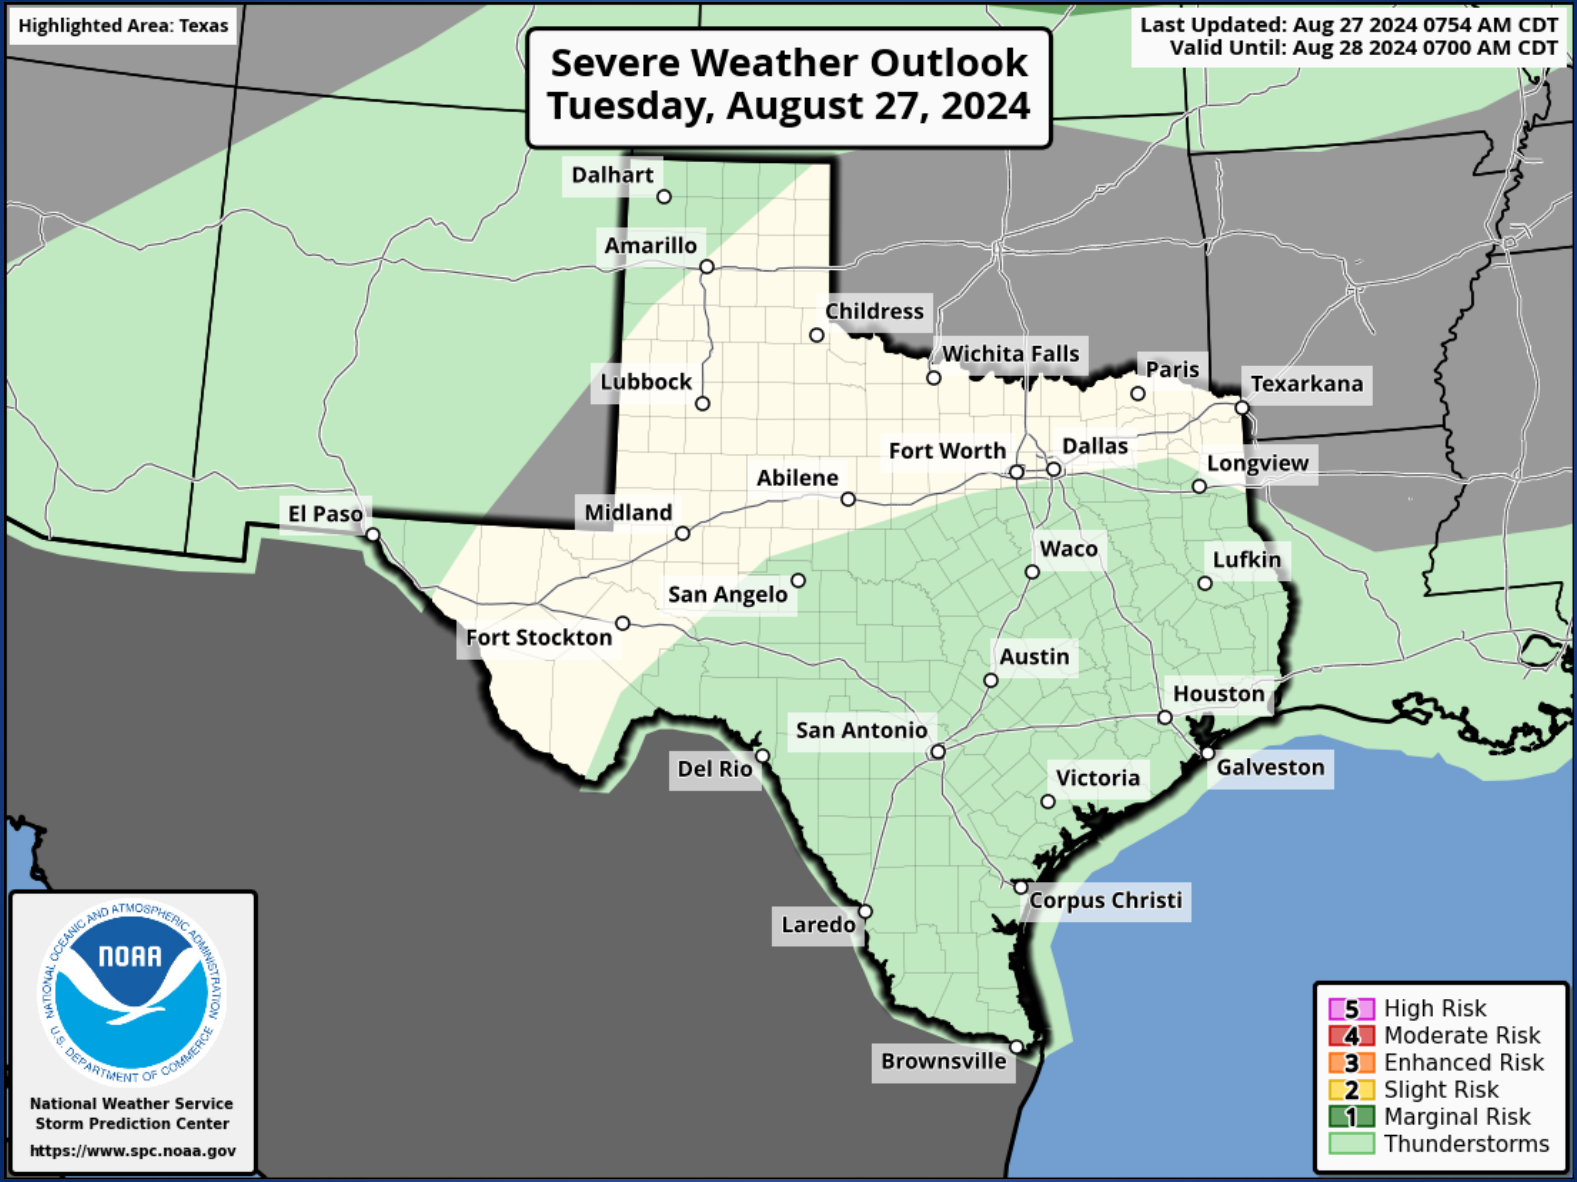 Highlighted Area: Texas
Severe Weather Outlook
Tuesday, August 27, 2024
Last Updated: Aug 27 2024 0754 AM CDT
Valid Until: Aug 28 2024 0700 AM CDT
Dalhart
Amarillo
Childress
Wichita Falls
Paris
Texarkana
Lubbock
Fort Worth
Dallas
Longview
Abilene
Midland
El Paso
Waco
Lufkin
San Angelo
Fort Stockton
Austin
Houston
San Antonio
Del Rio
Galveston
Victoria
Corpus Christi
Laredo
Brownsville
NATIONAL OCEANIC AND ATMOSPHERIC ADMINISTRATION
NOAA
U.S. DEPARTMENT OF COMMERCE
National Weather Service
Storm Prediction Center
https://www.spc.noaa.gov
5 High Risk
4 Moderate Risk
3 Enhanced Risk
2 Slight Risk
1 Marginal Risk
Thunderstorms